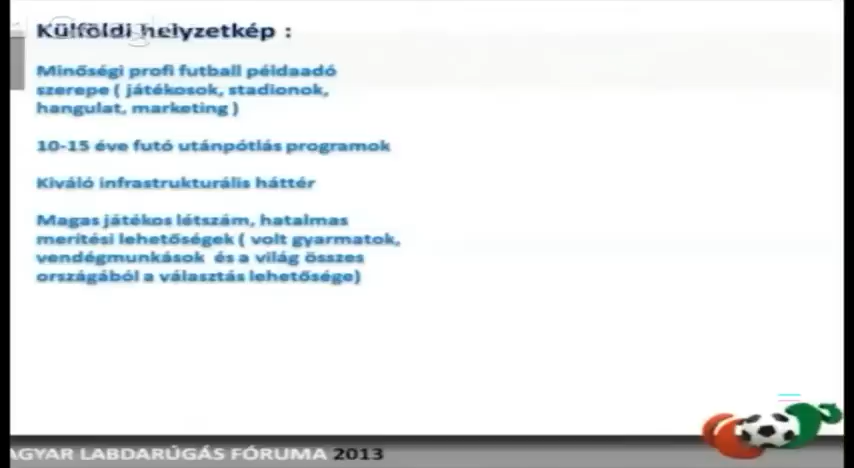 Külföldi helyzetkép :
Minőségi profi futball példaadó
szerepe ( játékosok, stadionok,
hangulat, marketing )
10-15 éve futó utánpótlás programok
Kiváló infrastrukturális háttér
Magas játékos létszám, hatalmas
merítési lehetőségek ( volt gyarmatok,
vendégmunkások és a világ összes
országából a választás lehetősége)
AGYAR LABDARÚGÁS FÓRUMA 2013